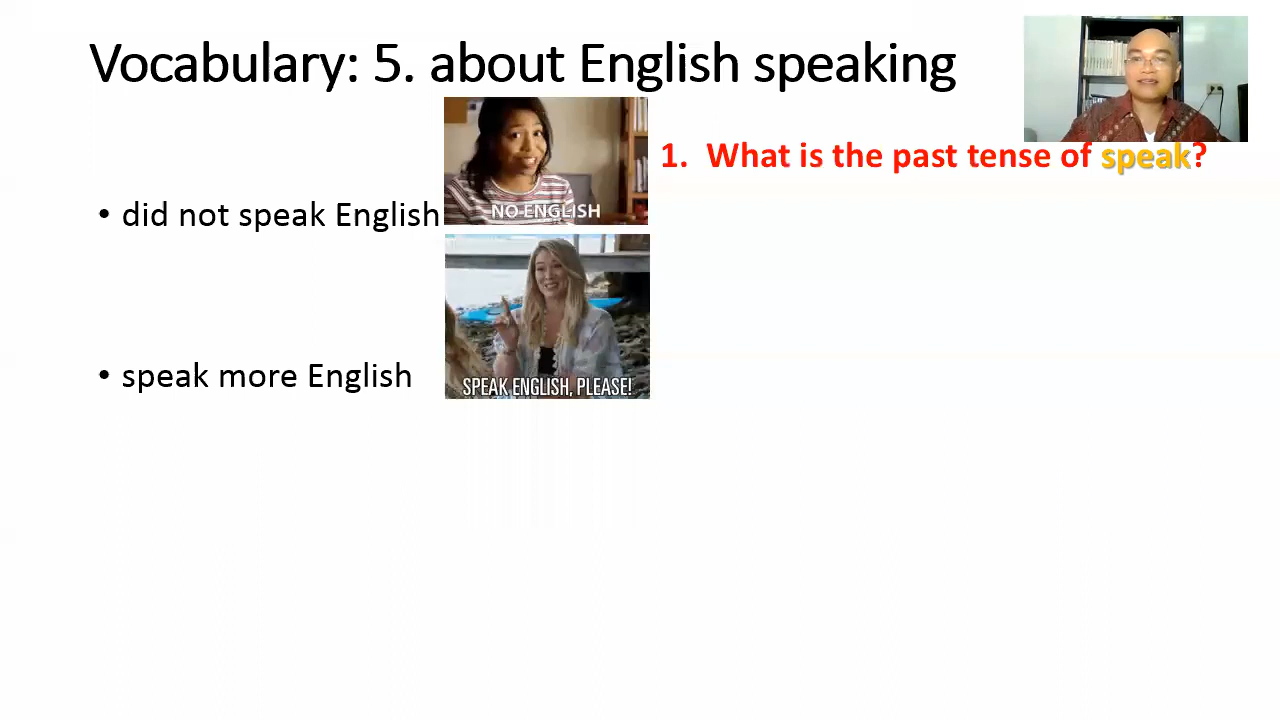 Vocabulary: 5. about English speaking
1. What is the past tense of speak?
• did not speak English
NO ENGLISH
• speak more English
SPEAK ENGLISH, PLEASE!